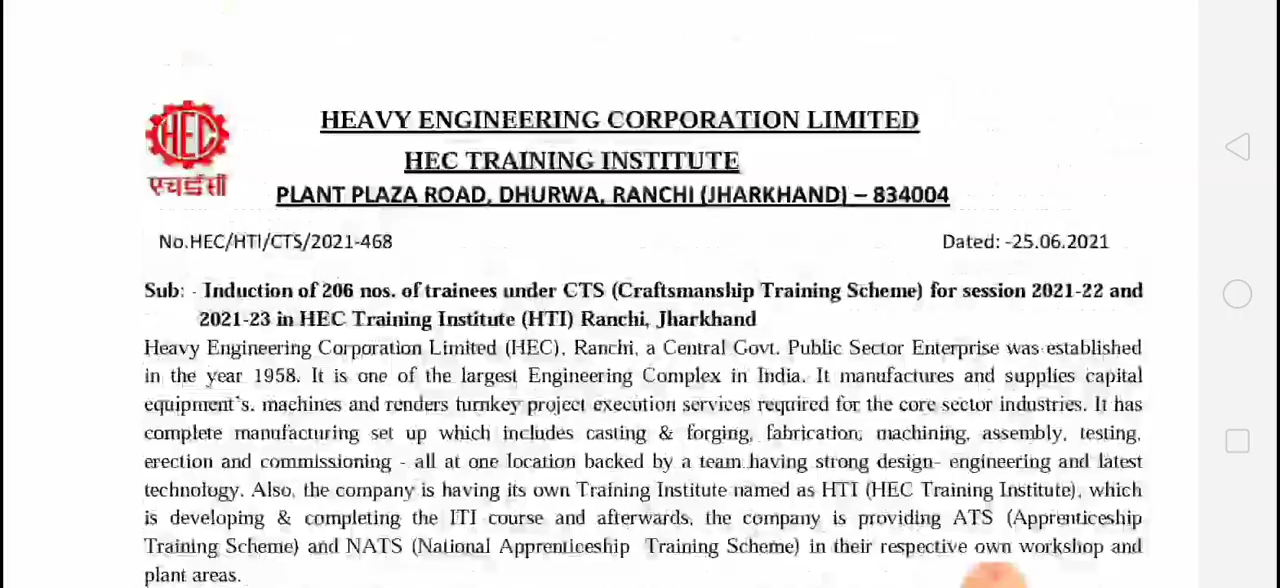 HEAVY ENGINEERING CORPORATION LIMITED
HEC TRAINING INSTITUTE
HEC
एचईसी
PLANT PLAZA ROAD, DHURWA, RANCHI (JHARKHAND) – 834004
No.HEC/HTI/CTS/2021-468 Dated: -25.06.2021
Sub: - Induction of 206 nos. of trainees under CTS (Craftsmanship Training Scheme) for session 2021-22 and
2021-23 in HEC Training Institute (HTI) Ranchi, Jharkhand
Heavy Engineering Corporation Limited (HEC), Ranchi, a Central Govt. Public Sector Enterprise was established
in the year 1958. It is one of the largest Engineering Complex in India. It manufactures and supplies capital
equipment's. machines and renders turnkey project execution services required for the core sector industries. It has
complete manufacturing set up which includes casting & forging, fabrication, machining, assembly, testing,
erection and commissioning - all at one location backed by a team having strong design- engineering and latest
technology. Also, the company is having its own Training Institute named as HTI (HEC Training Institute), which
is developing & completing the ITI course and afterwards, the company is providing ATS (Apprenticeship
Training Scheme) and NATS (National Apprenticeship Training Scheme) in their respective own workshop and
plant areas.